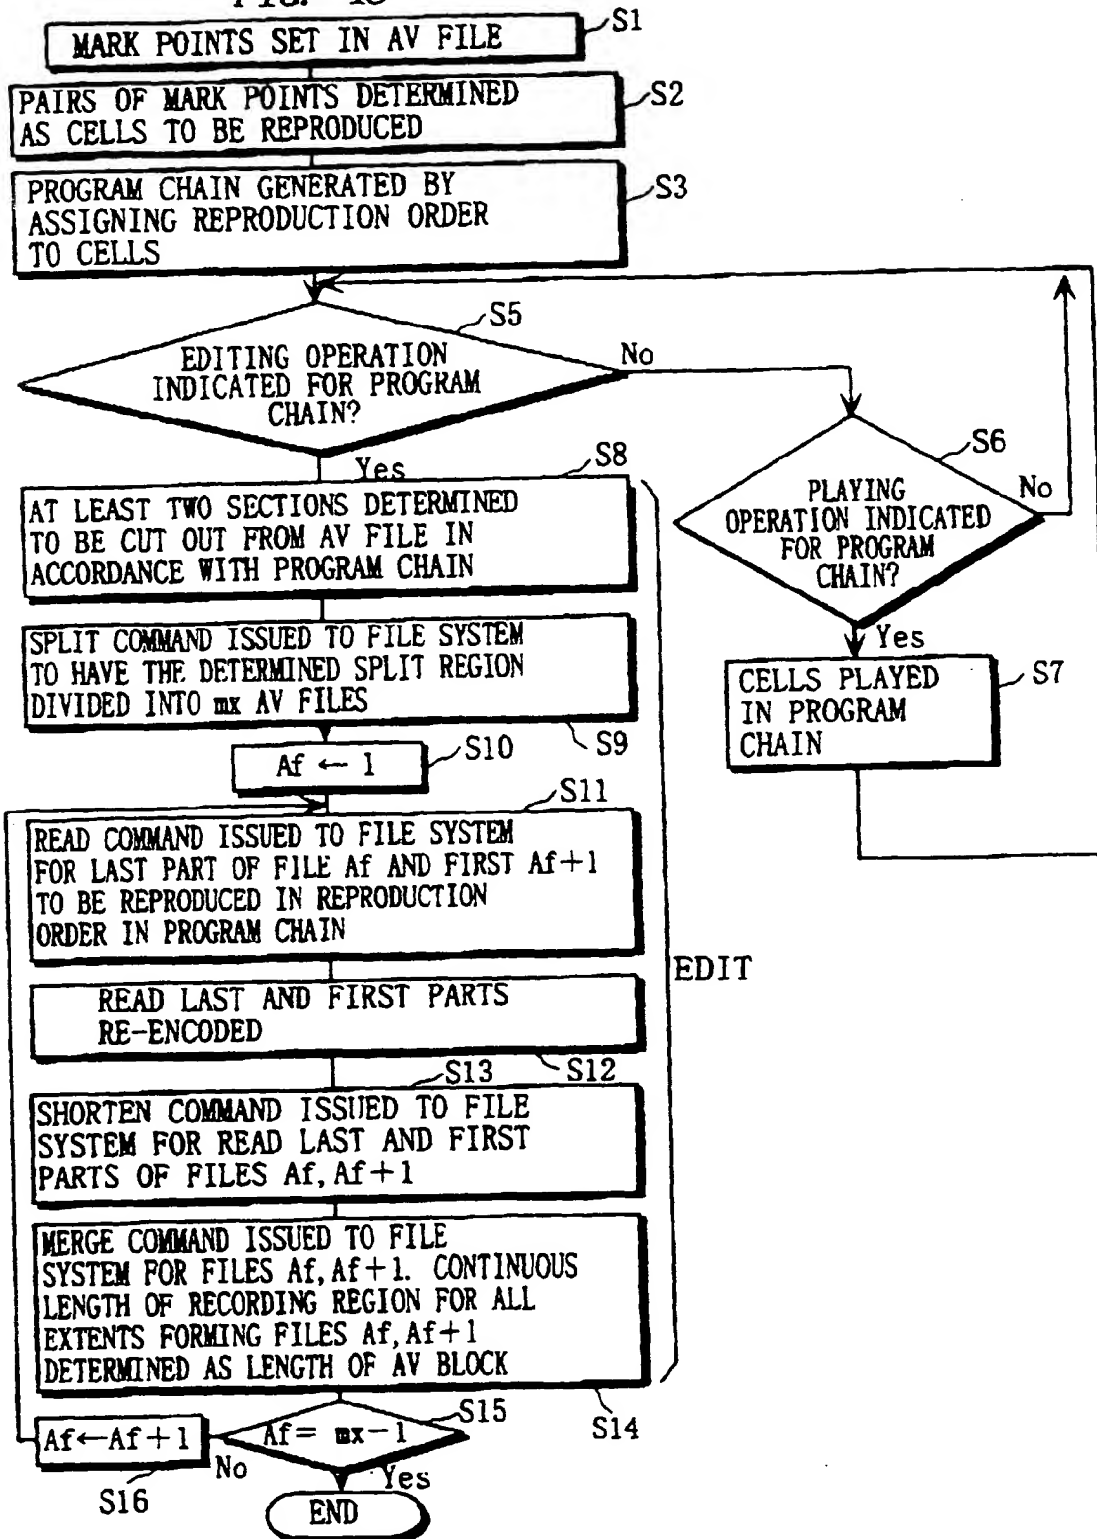 MARK POINTS SET IN AV FILE
S1
PAIRS OF MARK POINTS DETERMINED
AS CELLS TO BE REPRODUCED
S2
PROGRAM CHAIN GENERATED BY
ASSIGNING REPRODUCTION ORDER
TO CELLS
S3
S5
EDITING OPERATION
INDICATED FOR PROGRAM
CHAIN?
No
Yes
S6
PLAYING
OPERATION INDICATED
FOR PROGRAM
CHAIN?
No
Yes
S7
CELLS PLAYED
IN PROGRAM
CHAIN
S8
AT LEAST TWO SECTIONS DETERMINED
TO BE CUT OUT FROM AV FILE IN
ACCORDANCE WITH PROGRAM CHAIN
SPLIT COMMAND ISSUED TO FILE SYSTEM
TO HAVE THE DETERMINED SPLIT REGION
DIVIDED INTO mx AV FILES
S9
Af ← 1
S10
S11
READ COMMAND ISSUED TO FILE SYSTEM
FOR LAST PART OF FILE Af AND FIRST Af+1
TO BE REPRODUCED IN REPRODUCTION
ORDER IN PROGRAM CHAIN
EDIT
READ LAST AND FIRST PARTS
RE-ENCODED
S12
S13
SHORTEN COMMAND ISSUED TO FILE
SYSTEM FOR READ LAST AND FIRST
PARTS OF FILES Af, Af+1
MERGE COMMAND ISSUED TO FILE
SYSTEM FOR FILES Af, Af+1. CONTINUOUS
LENGTH OF RECORDING REGION FOR ALL
EXTENTS FORMING FILES Af, Af+1
DETERMINED AS LENGTH OF AV BLOCK
S14
S15
Af= mx-1
No
Yes
Af←Af+1
S16
END